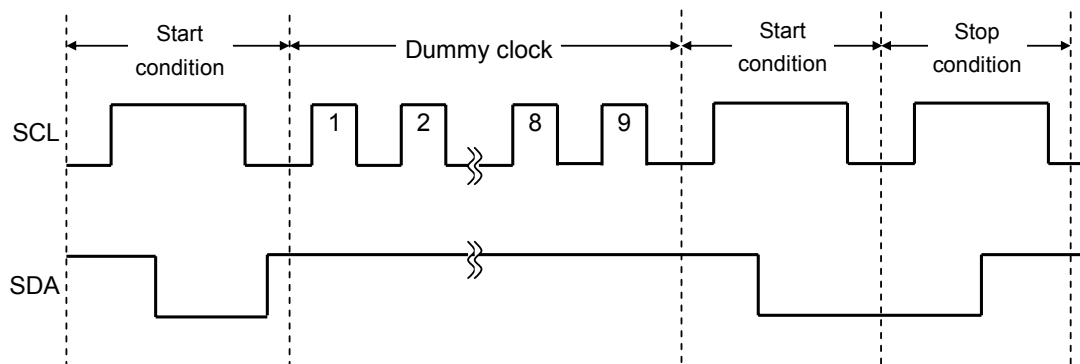 Start
condition
Dummy clock
Start
condition
Stop
condition
SCL
1
2
8
9
SDA